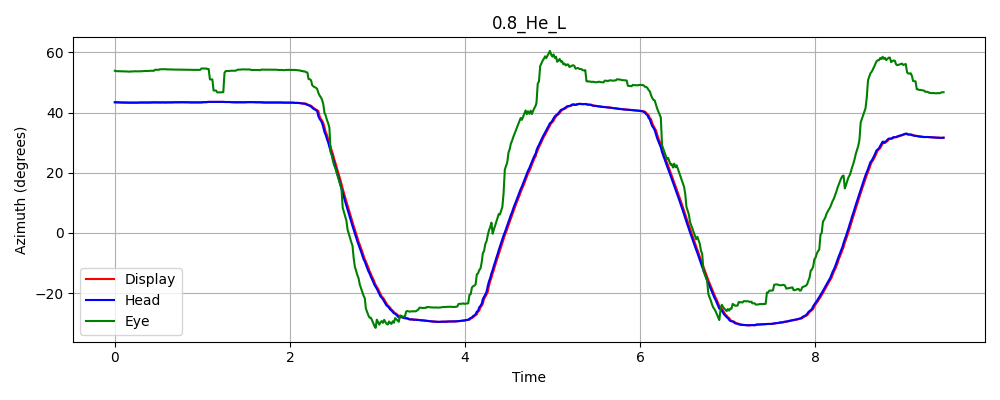 0.8_He_L
60
40
20
0
−20
Azimuth (degrees)
Display
Head
Eye
0 2 4 6 8
Time